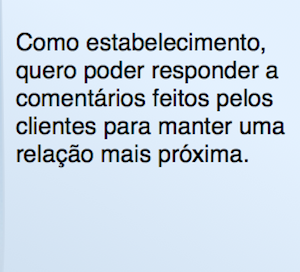 Como estabelecimento,
quero poder responder a
comentários feitos pelos
clientes para manter uma
relação mais próxima.